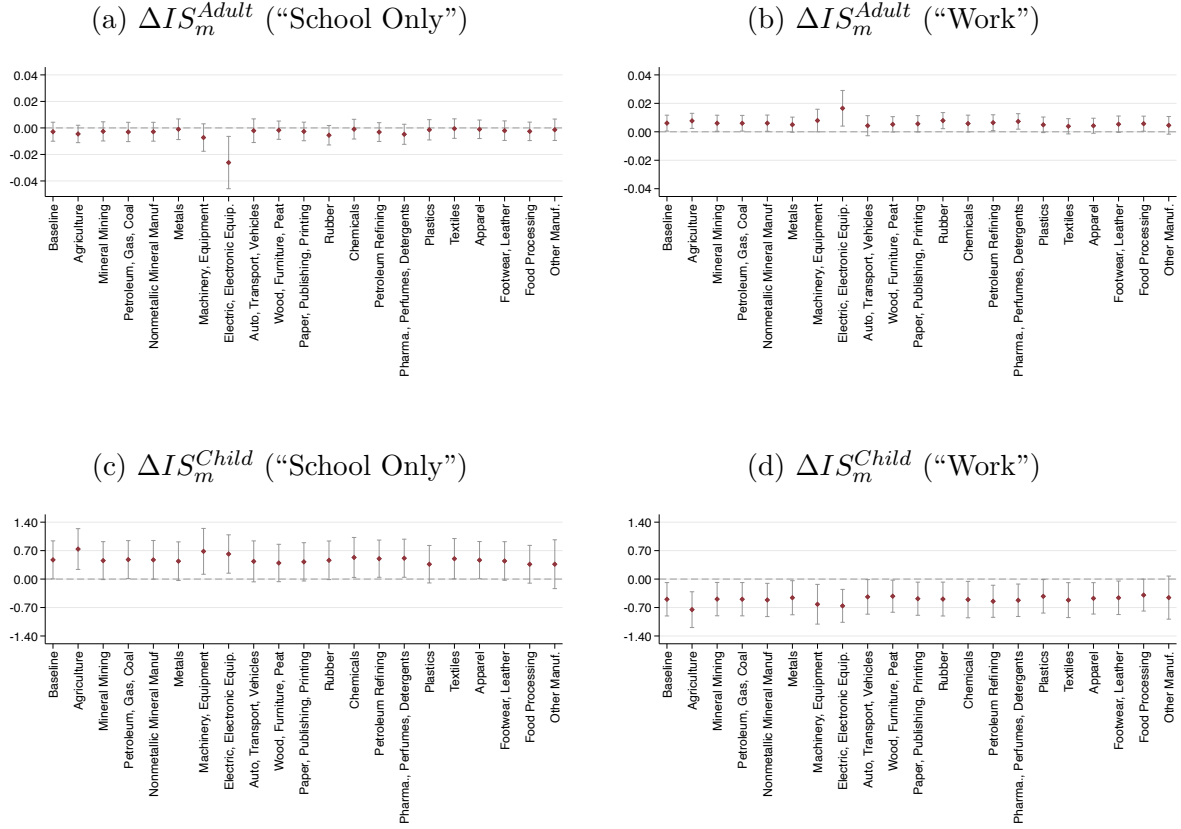 (a) ΔIS_m^{Adult} (“School Only”)
0.04
0.02
0.00
-0.02
-0.04
Baseline
Agriculture
Mineral Mining
Petroleum, Gas, Coal
Nonmetallic Mineral Manuf
Metals
Machinery, Equipment
Electric, Electronic Equip.
Auto, Transport, Vehicles
Wood, Furniture, Peat
Paper, Publishing, Printing
Rubber
Chemicals
Petroleum Refining
Pharma., Perfumes, Detergents
Plastics
Textiles
Apparel
Footwear, Leather
Food Processing
Other Manuf.
(b) ΔIS_m^{Adult} (“Work”)
0.04
0.02
0.00
-0.02
-0.04
Baseline
Agriculture
Mineral Mining
Petroleum, Gas, Coal
Nonmetallic Mineral Manuf
Metals
Machinery, Equipment
Electric, Electronic Equip.
Auto, Transport, Vehicles
Wood, Furniture, Peat
Paper, Publishing, Printing
Rubber
Chemicals
Petroleum Refining
Pharma., Perfumes, Detergents
Plastics
Textiles
Apparel
Footwear, Leather
Food Processing
Other Manuf.
(c) ΔIS_m^{Child} (“School Only”)
1.40
0.70
0.00
-0.70
-1.40
Baseline
Agriculture
Mineral Mining
Petroleum, Gas, Coal
Nonmetallic Mineral Manuf
Metals
Machinery, Equipment
Electric, Electronic Equip.
Auto, Transport, Vehicles
Wood, Furniture, Peat
Paper, Publishing, Printing
Rubber
Chemicals
Petroleum Refining
Pharma., Perfumes, Detergents
Plastics
Textiles
Apparel
Footwear, Leather
Food Processing
Other Manuf.
(d) ΔIS_m^{Child} (“Work”)
1.40
0.70
0.00
-0.70
-1.40
Baseline
Agriculture
Mineral Mining
Petroleum, Gas, Coal
Nonmetallic Mineral Manuf
Metals
Machinery, Equipment
Electric, Electronic Equip.
Auto, Transport, Vehicles
Wood, Furniture, Peat
Paper, Publishing, Printing
Rubber
Chemicals
Petroleum Refining
Pharma., Perfumes, Detergents
Plastics
Textiles
Apparel
Footwear, Leather
Food Processing
Other Manuf.